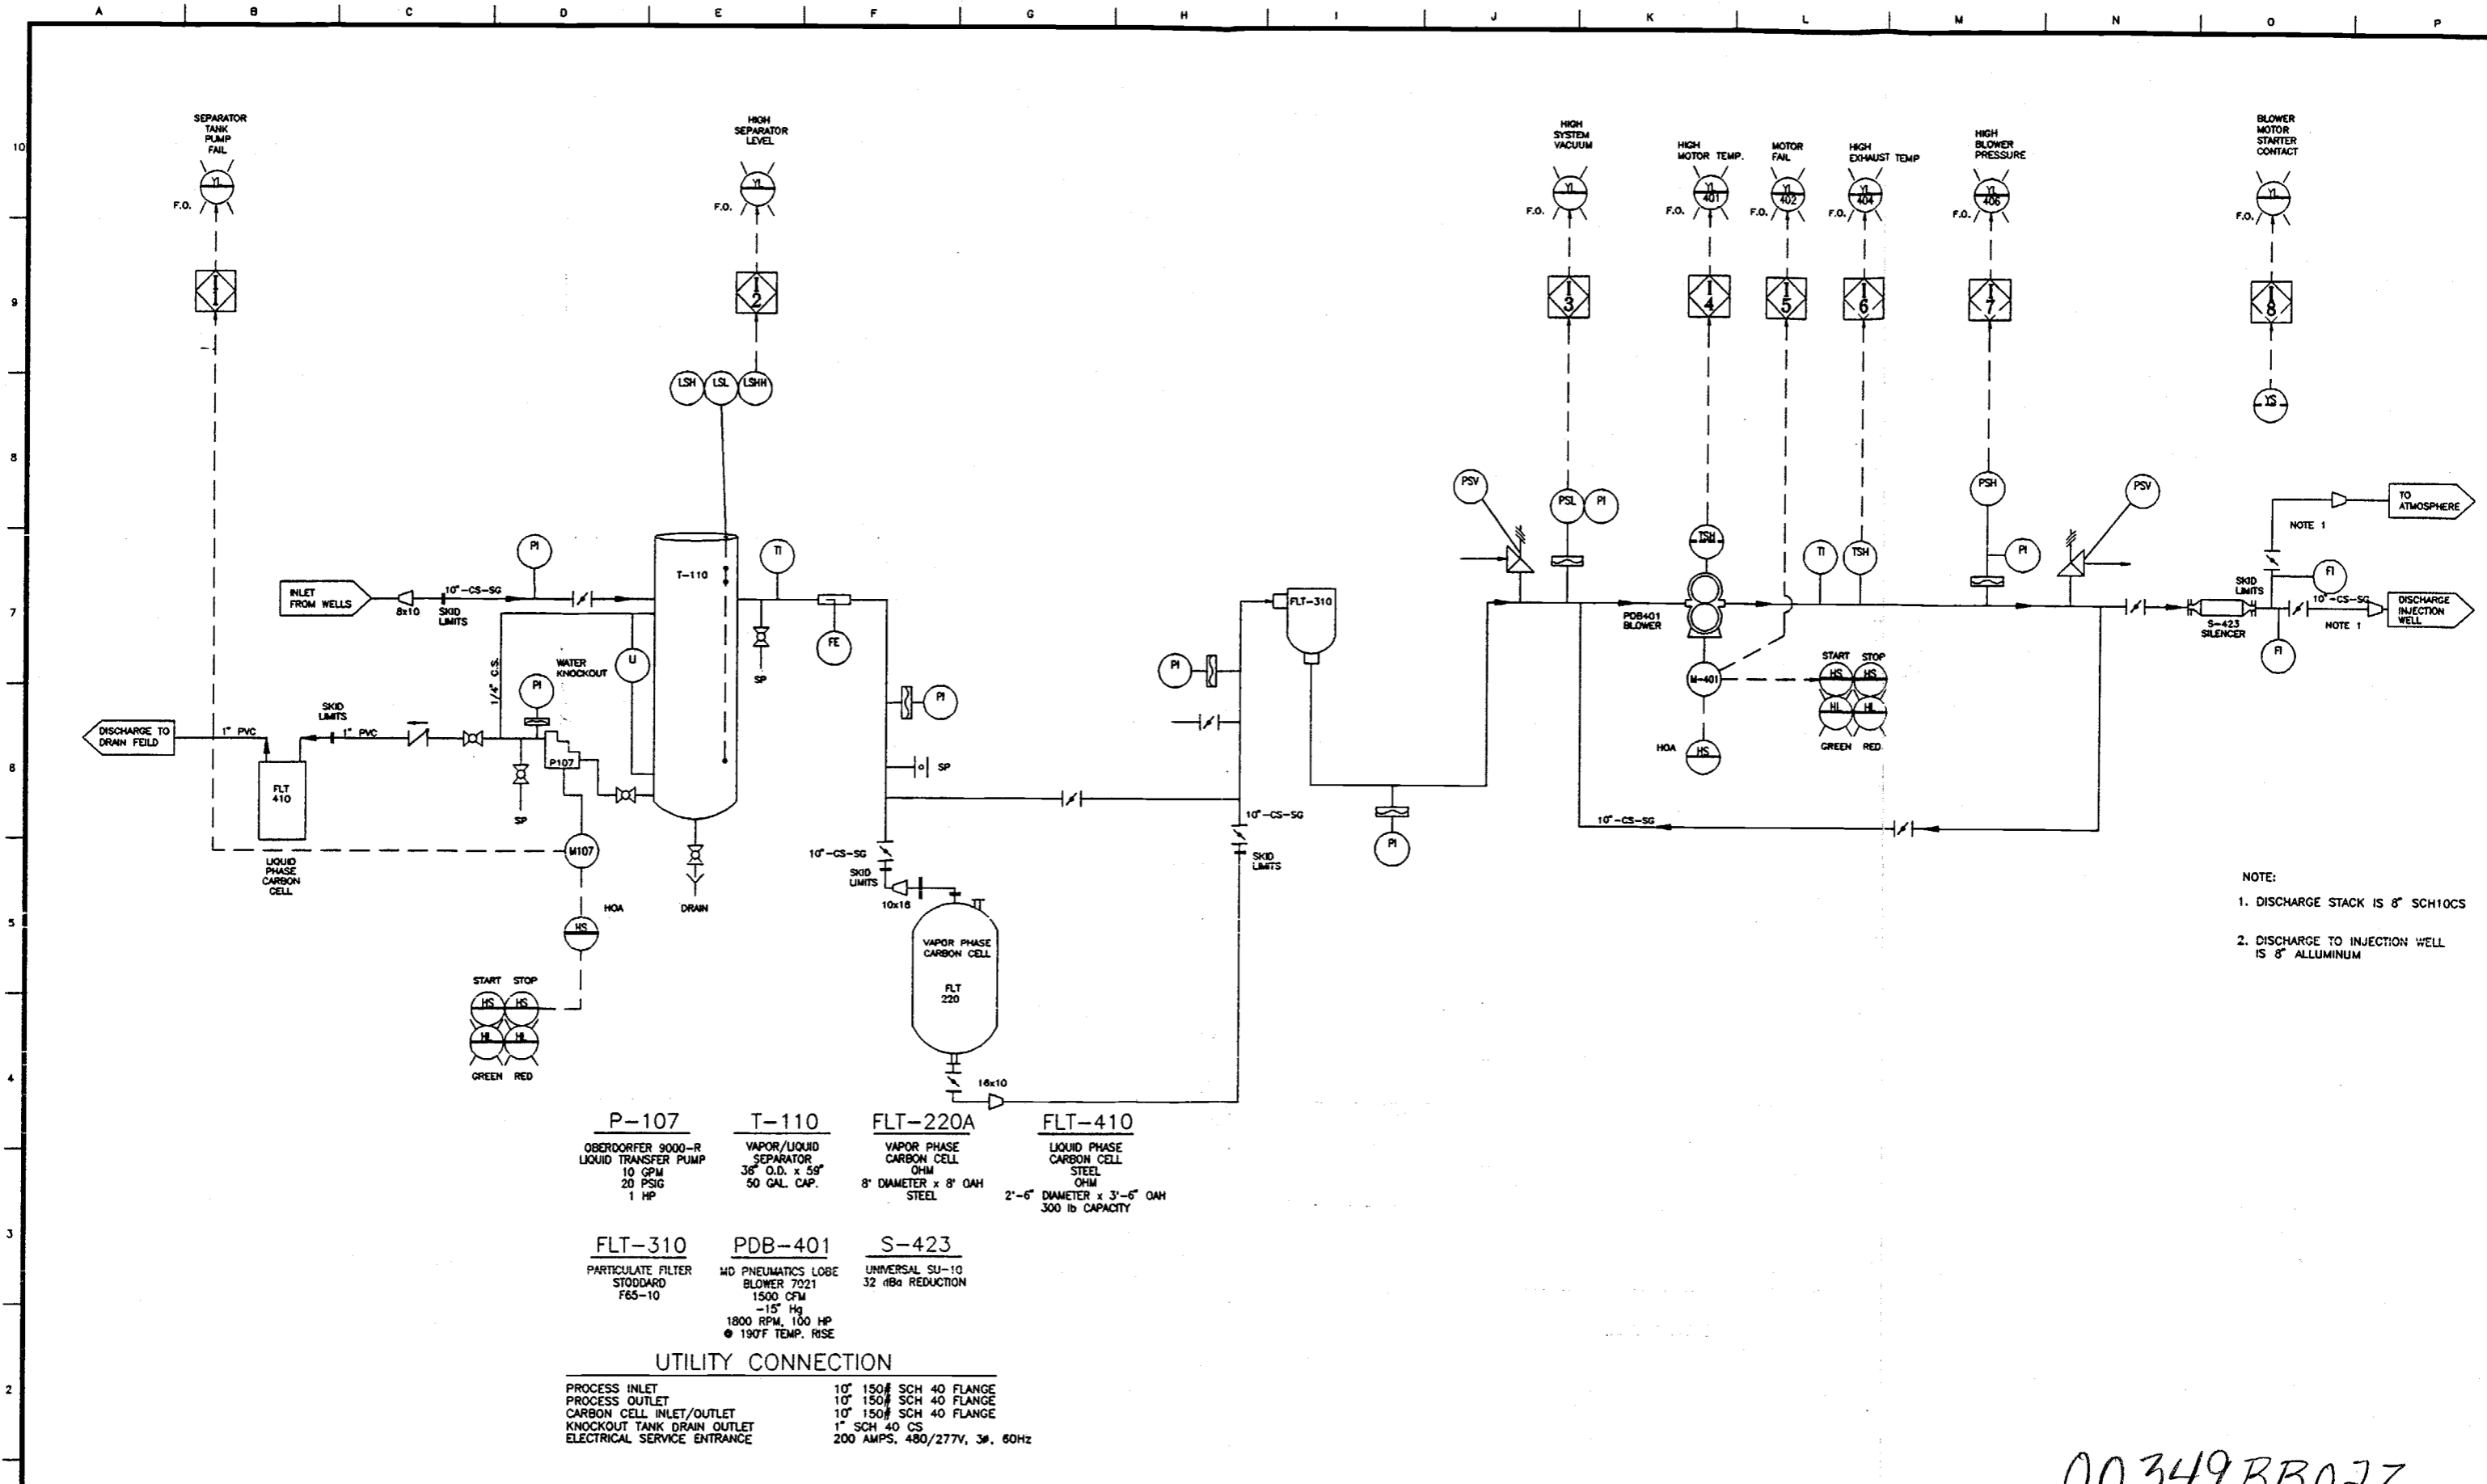 A B C D E F G H I J K L M N O P
10
9
8
7
6
5
4
3
2
SEPARATOR
TANK
PUMP
FAIL
YL
F.O.
I
1
HIGH
SEPARATOR
LEVEL
YL
F.O.
I
2
HIGH
SYSTEM
VACUUM
YL
F.O.
I
3
HIGH
MOTOR TEMP.
YL
401
F.O.
I
4
MOTOR
FAIL
YL
402
F.O.
I
5
HIGH
EXHAUST TEMP
YL
404
F.O.
I
6
HIGH
BLOWER
PRESSURE
YL
406
F.O.
I
7
BLOWER
MOTOR
STARTER
CONTACT
YL
F.O.
I
8
YS
LSH LSL LSHH
INLET
FROM WELLS
8x10
SKID
LIMITS
10"-CS-SG
PI
T-110
TI
SP
FE
1/4" C.S.
WATER
KNOCKOUT
PI
U
DISCHARGE TO
DRAIN FEILD
1" PVC
SKID
LIMITS
1" PVC
FLT
410
LIQUID
PHASE
CARBON
CELL
P107
SP
M107
HOA
HS
START STOP
HS HS
HL HL
GREEN RED
DRAIN
PI
SP
10"-CS-SG
SKID
LIMITS
10x16
VAPOR PHASE
CARBON CELL
FLT
220
16x10
PI
10"-CS-SG
SKID
LIMITS
FLT-310
PI
PSV
PSL PI
TSH
PDB401
BLOWER
M-401
HOA
HS
START STOP
HS HS
HL HL
GREEN RED
TI
TSH
PSH
PI
PSV
10"-CS-SG
S-423
SILENCER
SKID
LIMITS
FI
FI
10"-CS-SG
NOTE 1
TO
ATMOSPHERE
NOTE 1
DISCHARGE
INJECTION
WELL
NOTE:
1. DISCHARGE STACK IS 8" SCH10CS
2. DISCHARGE TO INJECTION WELL
IS 8" ALLUMINUM
P-107
OBERDORFER 9000-R
LIQUID TRANSFER PUMP
10 GPM
20 PSIG
1 HP
T-110
VAPOR/LIQUID
SEPARATOR
36" O.D. x 59"
50 GAL. CAP.
FLT-220A
VAPOR PHASE
CARBON CELL
OHM
8' DIAMETER x 8' OAH
STEEL
FLT-410
LIQUID PHASE
CARBON CELL
STEEL
OHM
2'-6" DIAMETER x 3'-6" OAH
300 lb CAPACITY
FLT-310
PARTICULATE FILTER
STODDARD
F65-10
PDB-401
MD PNEUMATICS LOBE
BLOWER 7021
1500 CFM
-15" Hg
1800 RPM, 100 HP
@ 190°F TEMP. RISE
S-423
UNIVERSAL SU-10
32 dBa REDUCTION
UTILITY CONNECTION
PROCESS INLET 10" 150# SCH 40 FLANGE
PROCESS OUTLET 10" 150# SCH 40 FLANGE
CARBON CELL INLET/OUTLET 10" 150# SCH 40 FLANGE
KNOCKOUT TANK DRAIN OUTLET 1" SCH 40 CS
ELECTRICAL SERVICE ENTRANCE 200 AMPS, 480/277V, 3ø, 60Hz